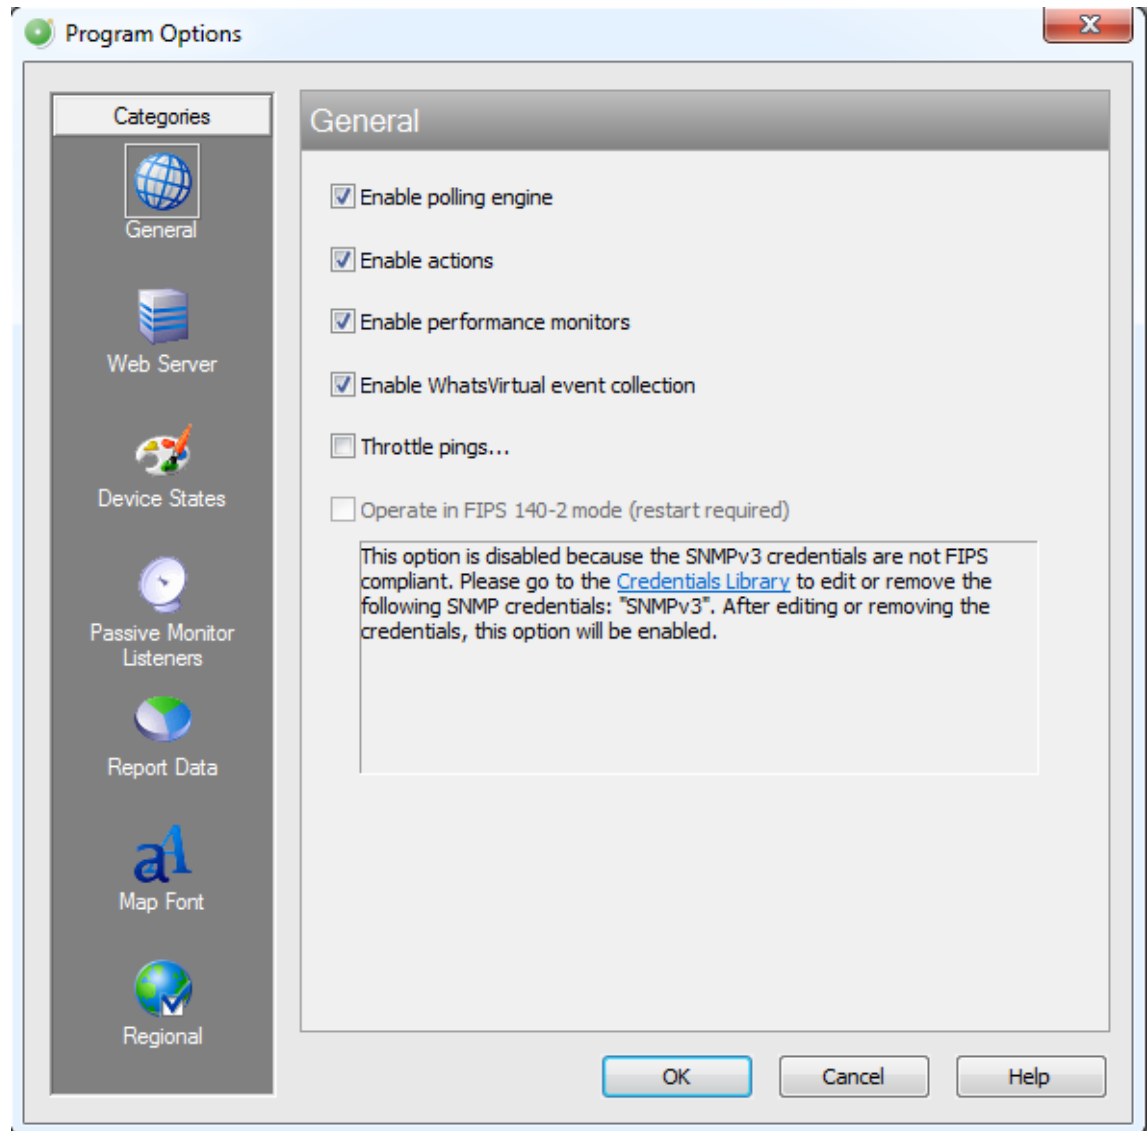 Program Options
Categories
General
Web Server
Device States
Passive Monitor
Listeners
Report Data
Map Font
Regional
General
Enable polling engine
Enable actions
Enable performance monitors
Enable WhatsVirtual event collection
Throttle pings...
Operate in FIPS 140-2 mode (restart required)
This option is disabled because the SNMPv3 credentials are not FIPS
compliant. Please go to the Credentials Library to edit or remove the
following SNMP credentials: "SNMPv3". After editing or removing the
credentials, this option will be enabled.
OK
Cancel
Help